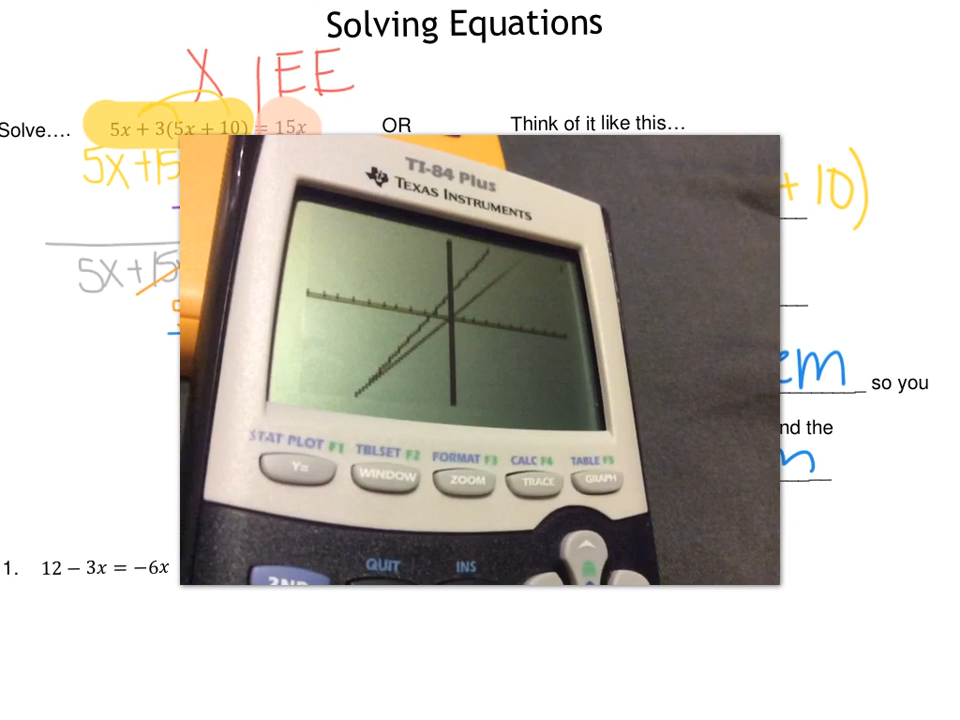 Solving Equations
X | EE
Solve…. 5x + 3(5x + 10) = 15x OR Think of it like this…
5x+15
+ 10)
5x+15
em so you
nd the
n
1. 12 − 3x = −6x
TI-84 Plus
TEXAS INSTRUMENTS
STAT PLOT F1 TBLSET F2 FORMAT F3 CALC F4 TABLE F5
Y= WINDOW ZOOM TRACE GRAPH
QUIT INS
2ND